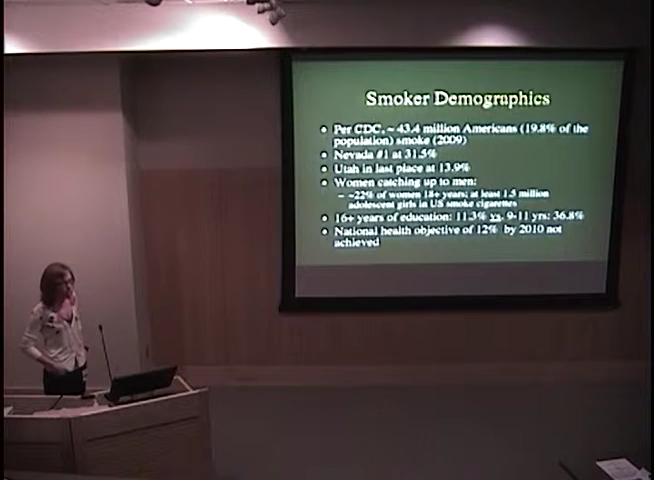 Smoker Demographics
• Per CDC, ~ 43.4 million Americans (19.8% of the
population) smoke (2009)
• Nevada #1 at 31.5%
• Utah in last place at 13.9%
• Women catching up to men:
– ~22% of women 18+ years; at least 1.5 million
adolescent girls in US smoke cigarettes
• 16+ years of education: 11.3% vs. 9-11 yrs: 36.8%
• National health objective of 12% by 2010 not
achieved